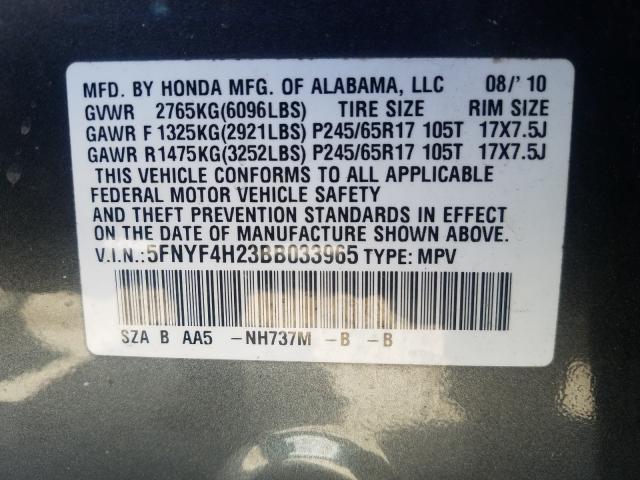 MFD. BY HONDA MFG. OF ALABAMA, LLC 08/'10
GVWR 2765KG(6096LBS) TIRE SIZE RIM SIZE
GAWR F 1325KG(2921LBS) P245/65R17 105T 17X7.5J
GAWR R 1475KG(3252LBS) P245/65R17 105T 17X7.5J
THIS VEHICLE CONFORMS TO ALL APPLICABLE
FEDERAL MOTOR VEHICLE SAFETY
AND THEFT PREVENTION STANDARDS IN EFFECT
ON THE DATE OF MANUFACTURE SHOWN ABOVE.
V.I.N.:5FNYF4H23BB033965 TYPE: MPV
SZA B AA5 -NH737M -B -B